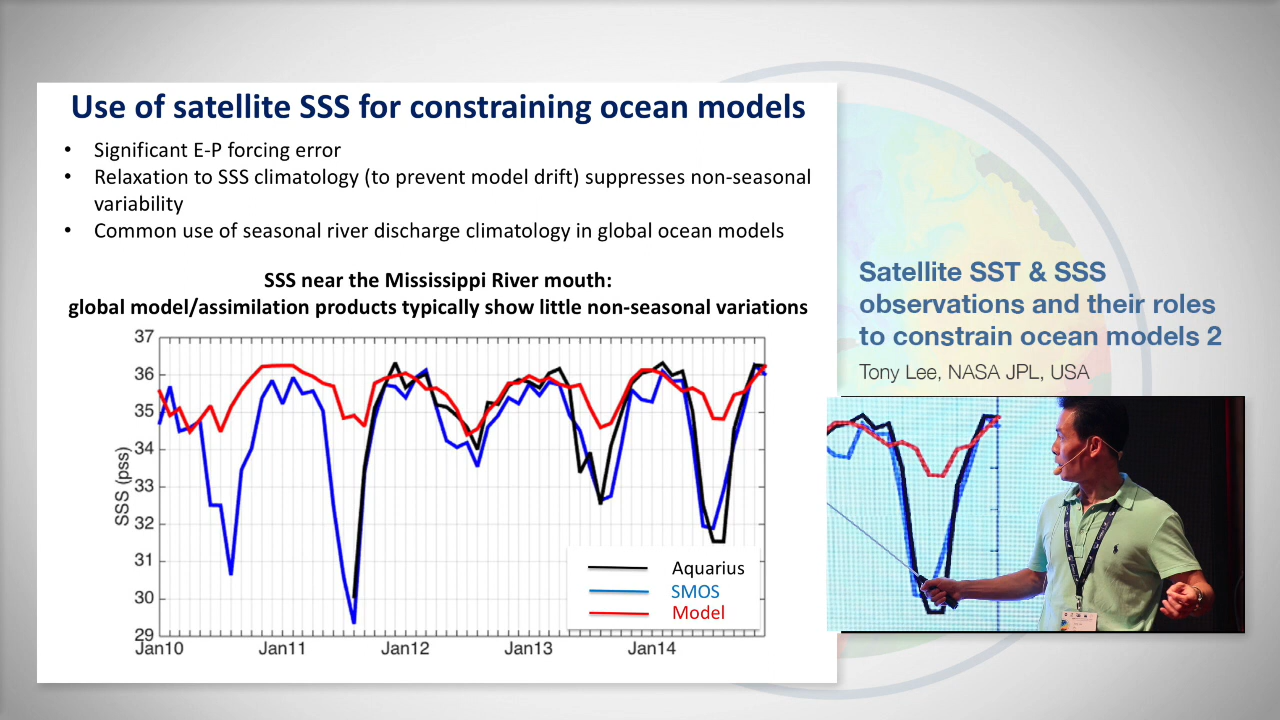 Use of satellite SSS for constraining ocean models
• Significant E-P forcing error
• Relaxation to SSS climatology (to prevent model drift) suppresses non-seasonal
variability
• Common use of seasonal river discharge climatology in global ocean models
SSS near the Mississippi River mouth:
global model/assimilation products typically show little non-seasonal variations
37
36
35
34
33
32
31
30
29
SSS (pss)
Jan10 Jan11 Jan12 Jan13 Jan14
Aquarius
SMOS
Model
Satellite SST & SSS
observations and their roles
to constrain ocean models 2
Tony Lee, NASA JPL, USA